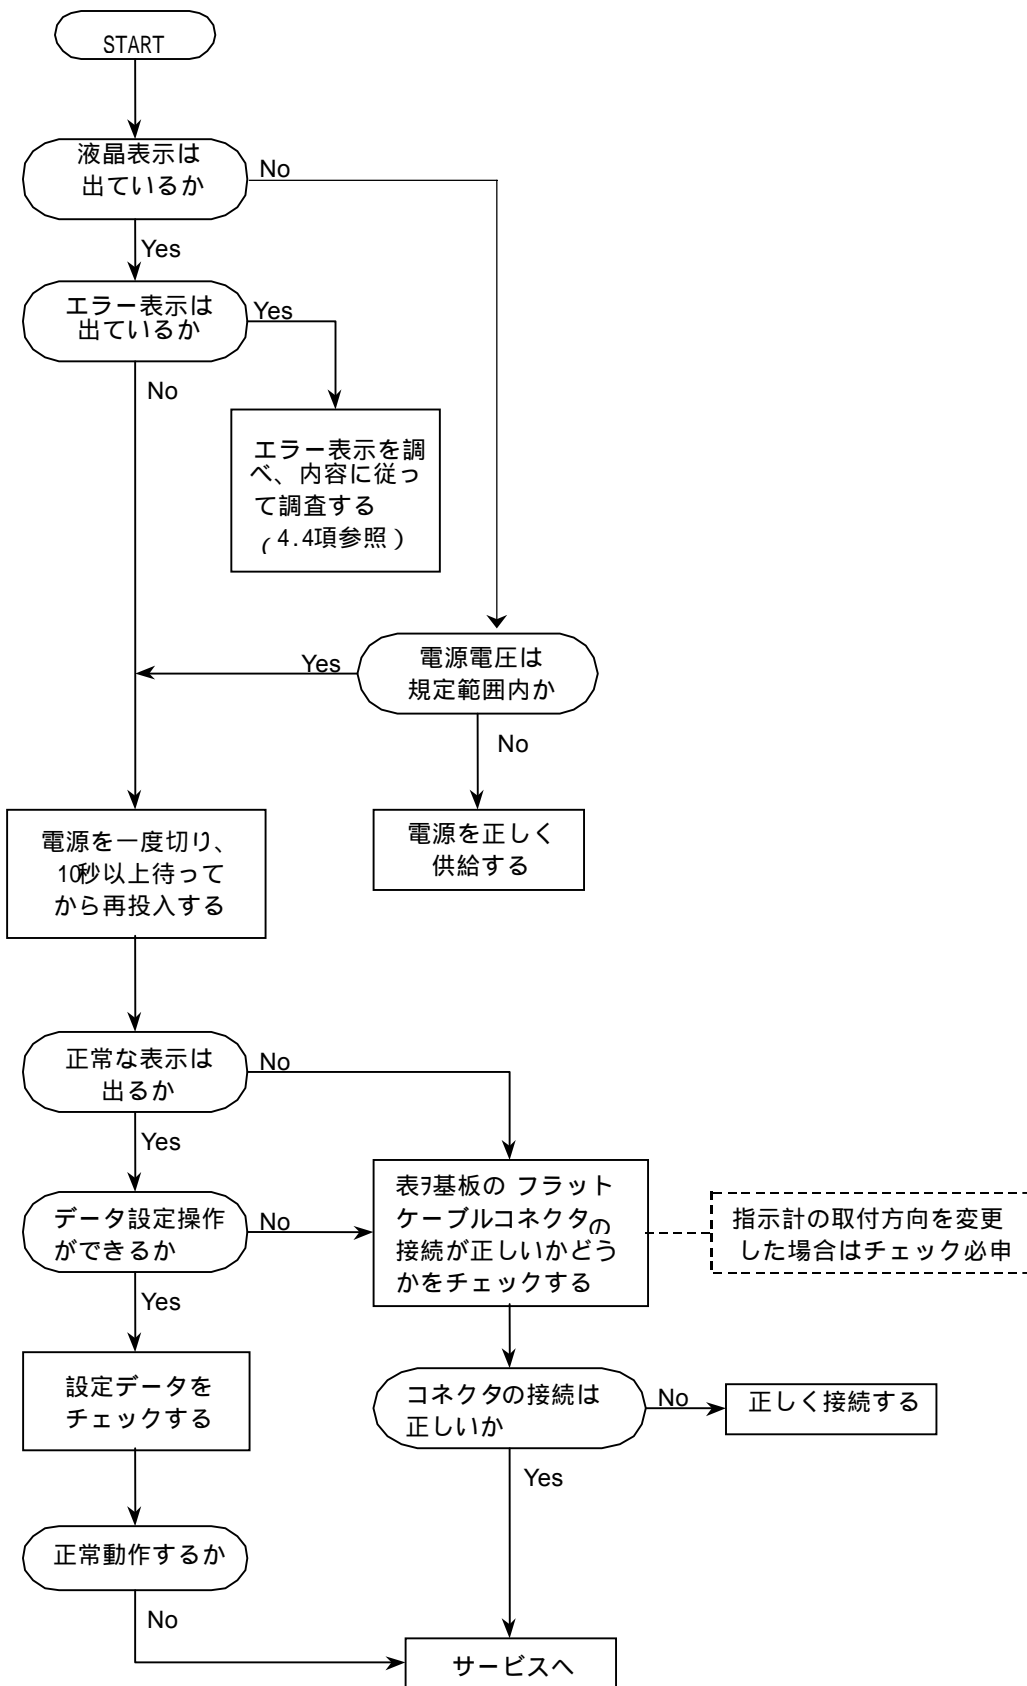 START
液晶表示は
出ているか
No
Yes
エラー表示は
出ているか
Yes
No
エラー表示を調
べ、内容に従っ
て調査する
(4.4項参照)
電源電圧は
規定範囲内か
Yes
No
電源を一度切り、
10秒以上待って
から再投入する
電源を正しく
供給する
正常な表示は
出るか
No
Yes
データ設定操作
ができるか
No
Yes
表ｦ基板の フラット
ケーブルコネクタの
接続が正しいかどう
かをチェックする
指示計の取付方向を変更
した場合はチェック必申
設定データを
チェックする
コネクタの接続は
正しいか
No
正しく接続する
Yes
正常動作するか
No
サービスへ